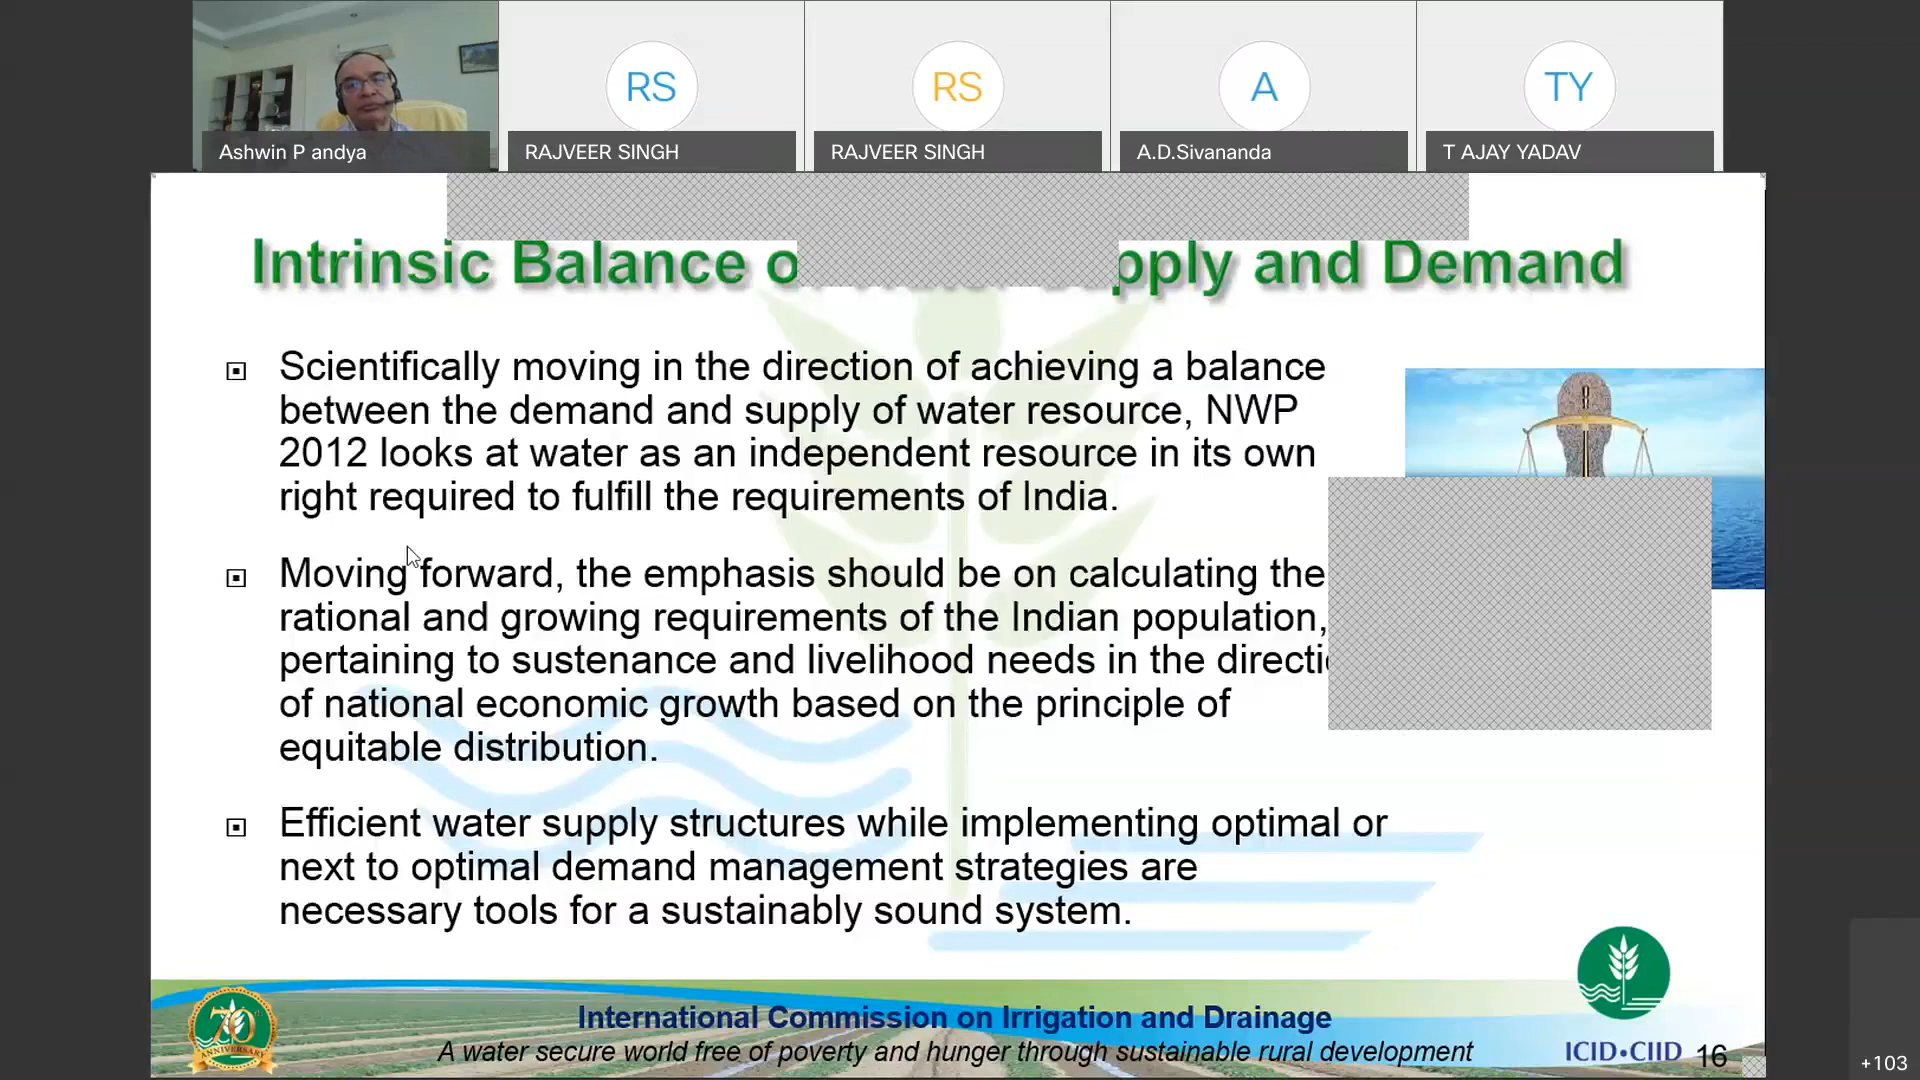 RS
RS
A
TY
Ashwin P andya
RAJVEER SINGH
RAJVEER SINGH
A.D.Sivananda
T AJAY YADAV
Intrinsic Balance and Demand
Scientifically moving in the direction of achieving a balance
between the demand and supply of water resource, NWP
2012 looks at water as an independent resource in its own
right required to fulfill the requirements of India.
Moving forward, the emphasis should be on calculating the
rational and growing requirements of the Indian population,
pertaining to sustenance and livelihood needs in the
of national economic growth based on the principle of
equitable distribution.
Efficient water supply structures while implementing optimal or
next to optimal demand management strategies are
necessary tools for a sustainably sound system.
70th
ANNIVERSARY
International Commission on Irrigation and Drainage
A water secure world free of poverty and hunger through sustainable rural development
ICID•CIID
16
+103